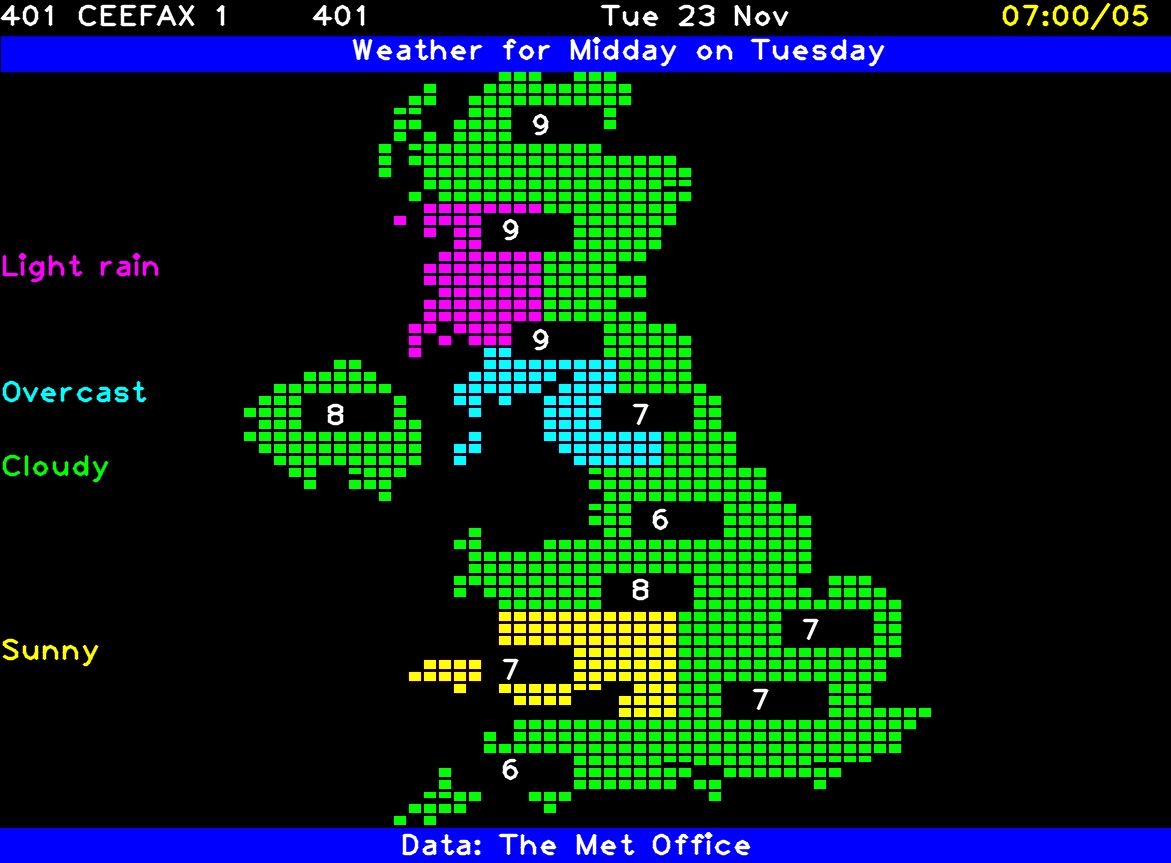 401 CEEFAX 1 401 Tue 23 Nov 07:00/05
Weather for Midday on Tuesday
9
9
Light rain
9
Overcast
8 7
Cloudy
6
8
7
Sunny
7
7
6
Data: The Met Office